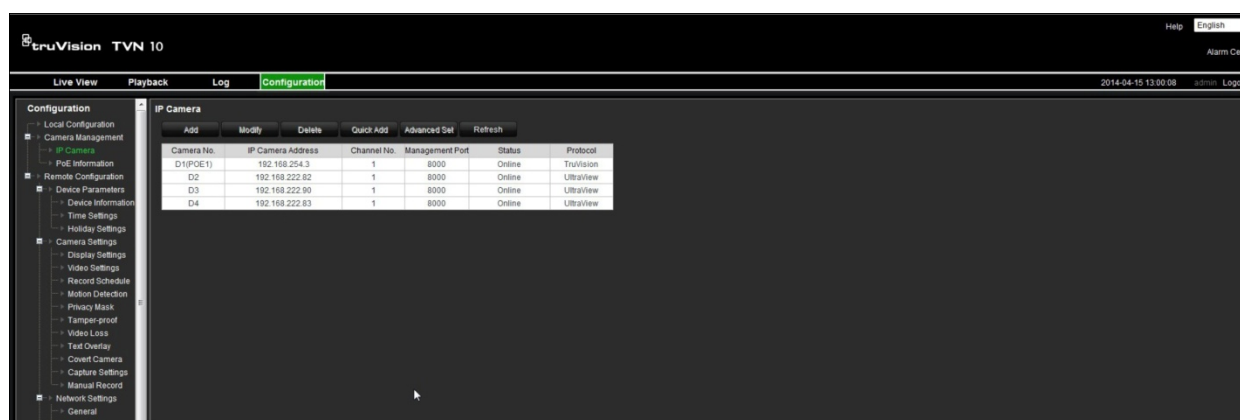 Help English
truVision TVN 10
Alarm Ce
Live View Playback Log Configuration 2014-04-15 13:00:08 admin Logo
Configuration
Local Configuration
Camera Management
IP Camera
PoE Information
Remote Configuration
Device Parameters
Device Information
Time Settings
Holiday Settings
Camera Settings
Display Settings
Video Settings
Record Schedule
Motion Detection
Privacy Mask
Tamper-proof
Video Loss
Text Overlay
Covert Camera
Capture Settings
Manual Record
Network Settings
General
IP Camera
Add Modify Delete Quick Add Advanced Set Refresh
Camera No. IP Camera Address Channel No. Management Port Status Protocol
D1(POE1) 192.168.254.3 1 8000 Online TruVision
D2 192.168.222.82 1 8000 Online UltraView
D3 192.168.222.90 1 8000 Online UltraView
D4 192.168.222.83 1 8000 Online UltraView